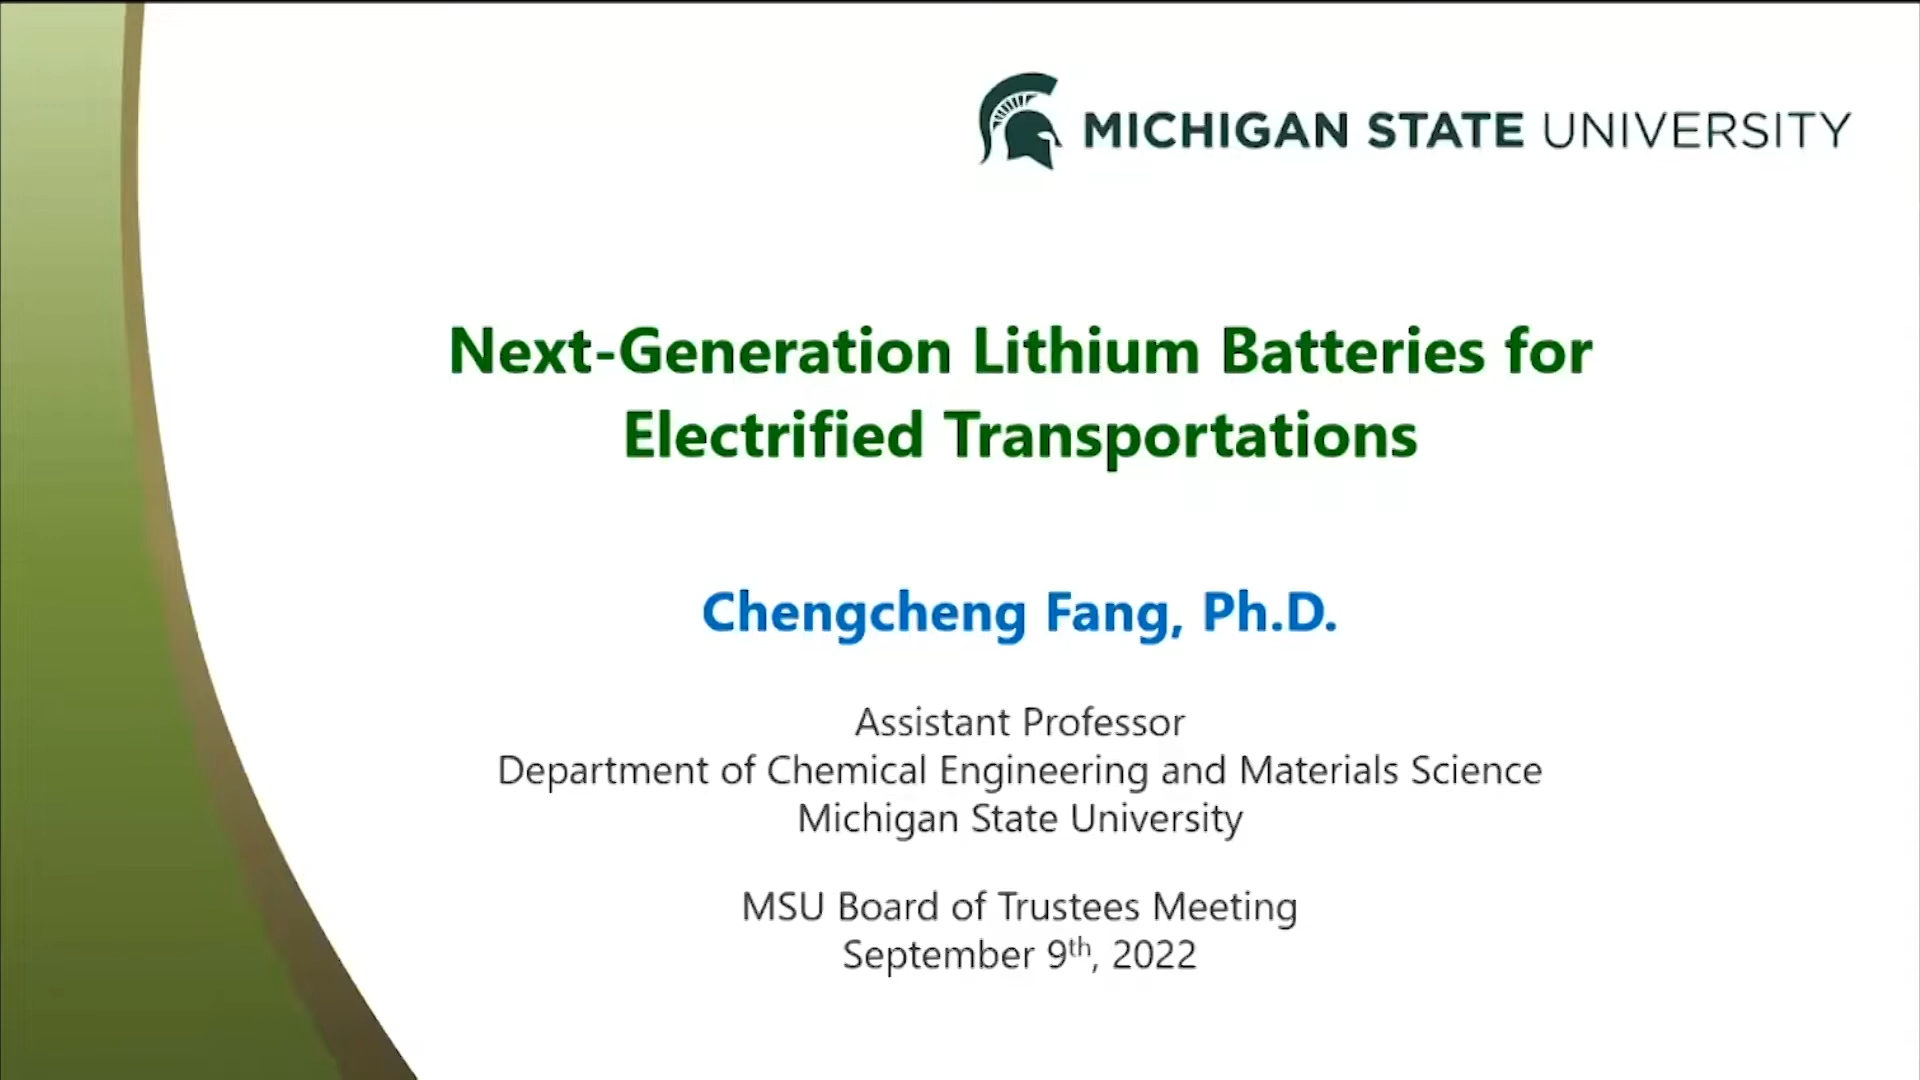 MICHIGAN STATE UNIVERSITY
Next-Generation Lithium Batteries for
Electrified Transportations
Chengcheng Fang, Ph.D.
Assistant Professor
Department of Chemical Engineering and Materials Science
Michigan State University
MSU Board of Trustees Meeting
September 9th, 2022